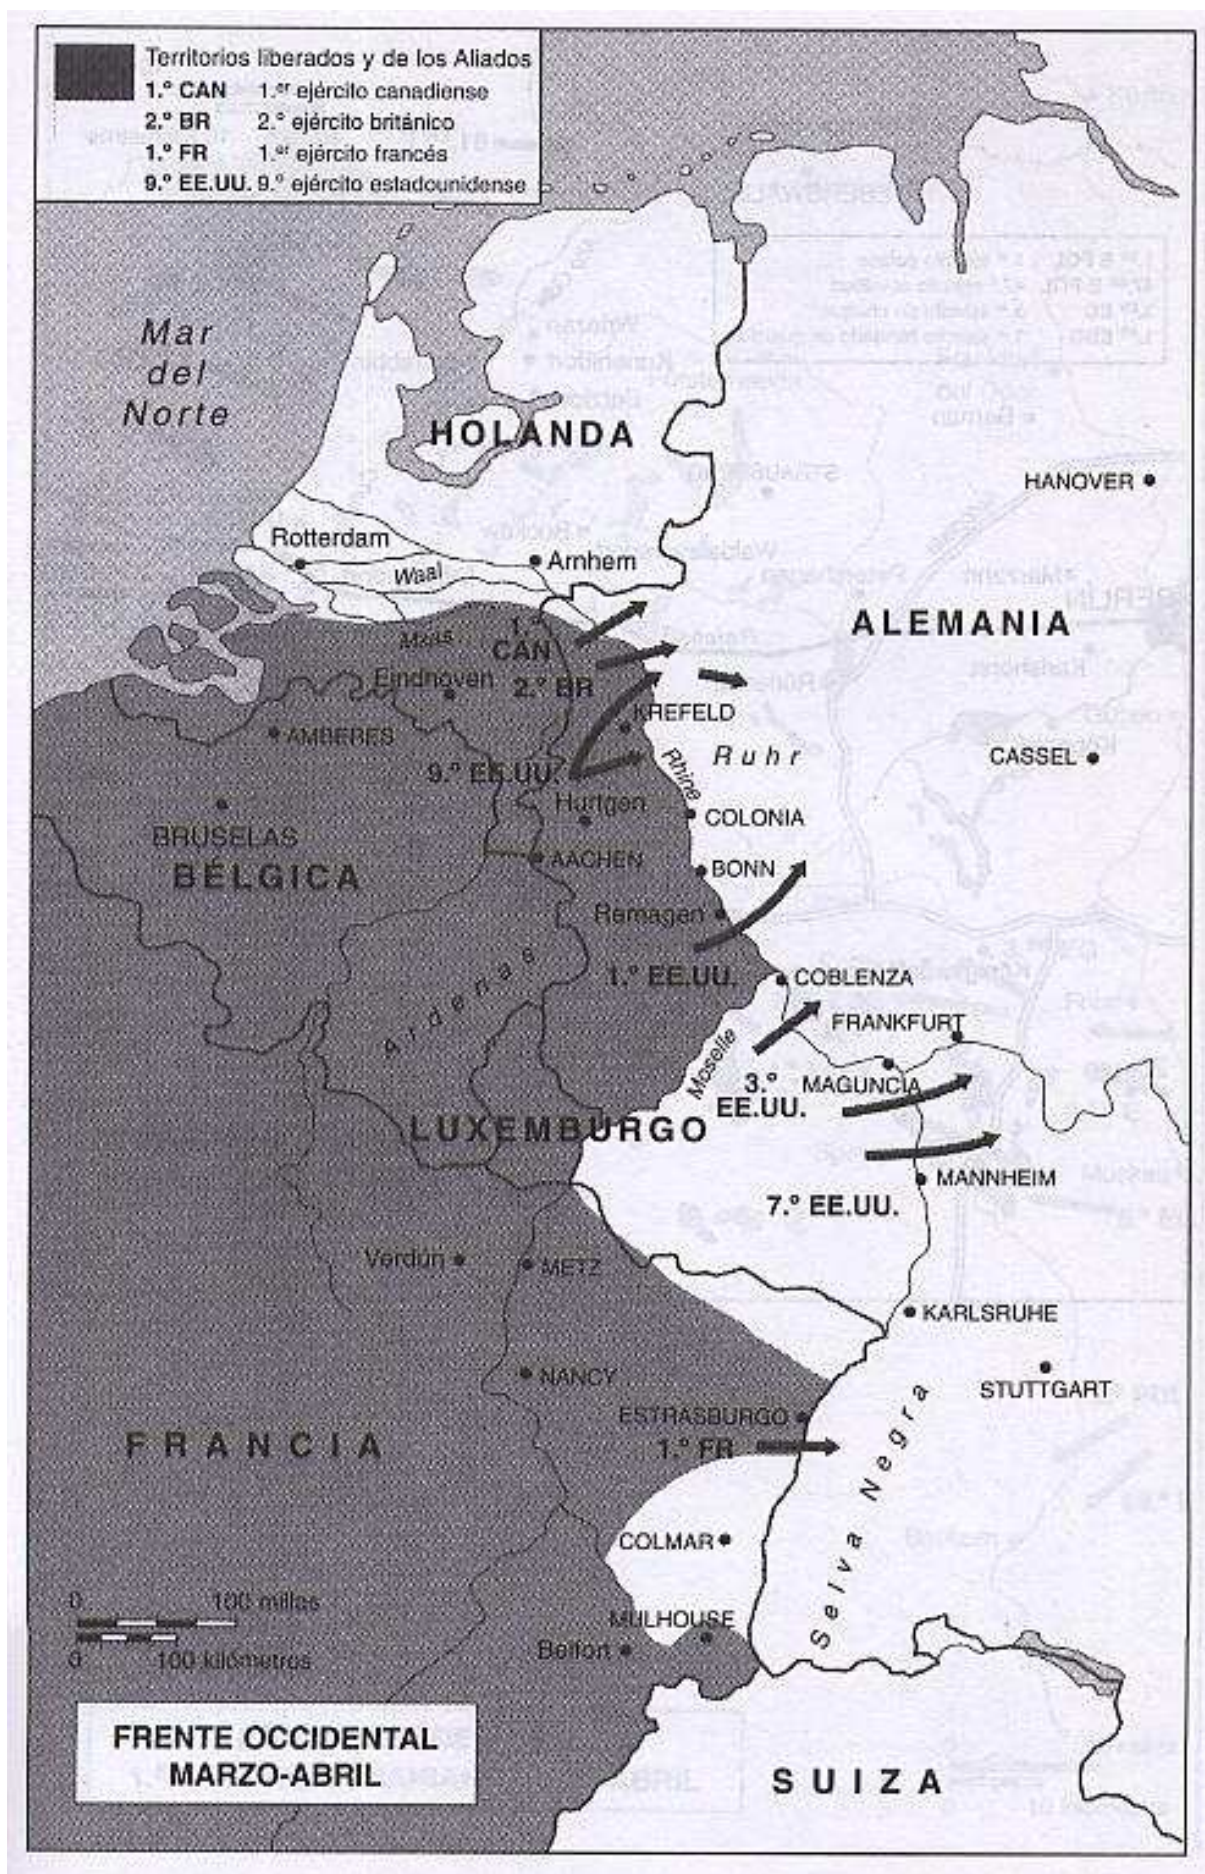 Territorios liberados y de los Aliados
1.º CAN 1.er ejército canadiense
2.º BR 2.º ejército británico
1.º FR 1.er ejército francés
9.º EE.UU. 9.º ejército estadounidense
Mar
del
Norte
HOLANDA
HANOVER
Rotterdam
Arnhem
Waal
ALEMANIA
Maas
1.º
CAN
Eindhoven
2.º BR
KREFELD
AMBERES
Ruhr
CASSEL
9.º EE.UU.
Rhine
Hurtgen
COLONIA
BRUSELAS
AACHEN
BONN
BÉLGICA
Remagen
Ardenas
1.º EE.UU.
COBLENZA
FRANKFURT
Moselle
3.º
EE.UU.
MAGUNCIA
LUXEMBURGO
MANNHEIM
7.º EE.UU.
Verdún
METZ
KARLSRUHE
NANCY
STUTTGART
ESTRASBURGO
FRANCIA
1.º FR
Selva Negra
COLMAR
0 100 millas
MULHOUSE
Belfort
0 100 kilómetros
FRENTE OCCIDENTAL
MARZO-ABRIL
SUIZA